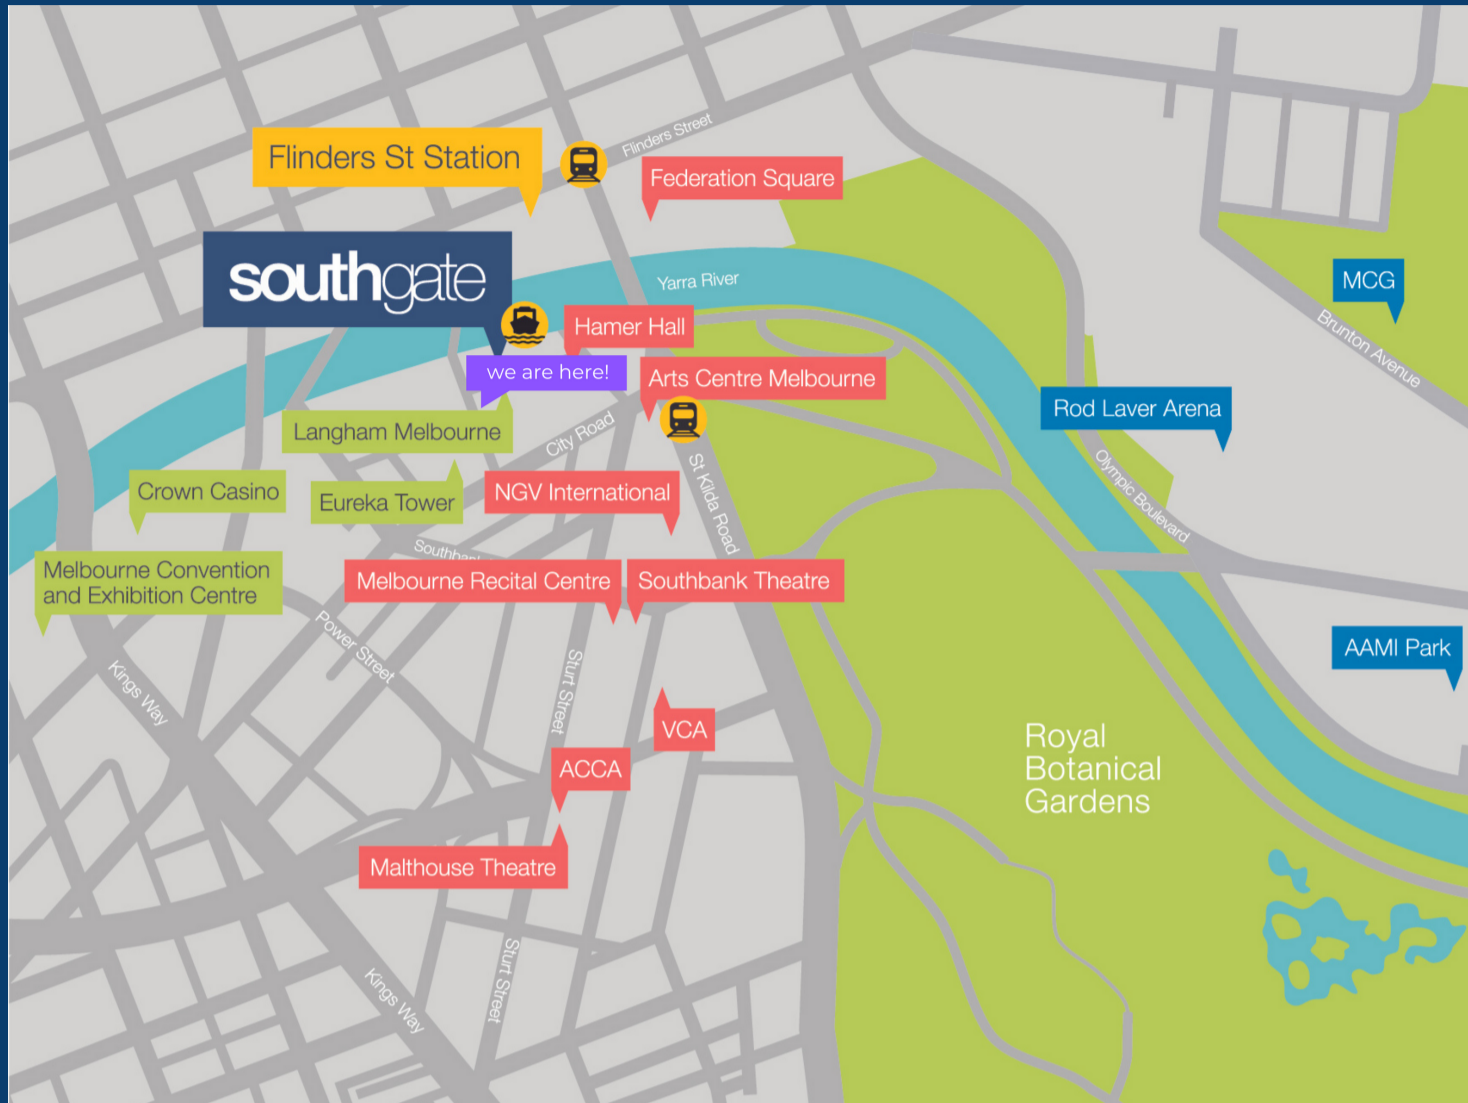 Flinders Street
Flinders St Station
Federation Square
southgate
Yarra River
MCG
Hamer Hall
Brunton Avenue
we are here!
Arts Centre Melbourne
Rod Laver Arena
Langham Melbourne
City Road
Crown Casino
Eureka Tower
NGV International
St Kilda Road
Olympic Boulevard
Melbourne Convention
and Exhibition Centre
Melbourne Recital Centre
Southbank Theatre
Power Street
AAMI Park
Kings Way
Sturt Street
VCA
Royal
Botanical
Gardens
ACCA
Malthouse Theatre
Sturt Street
Kings Way